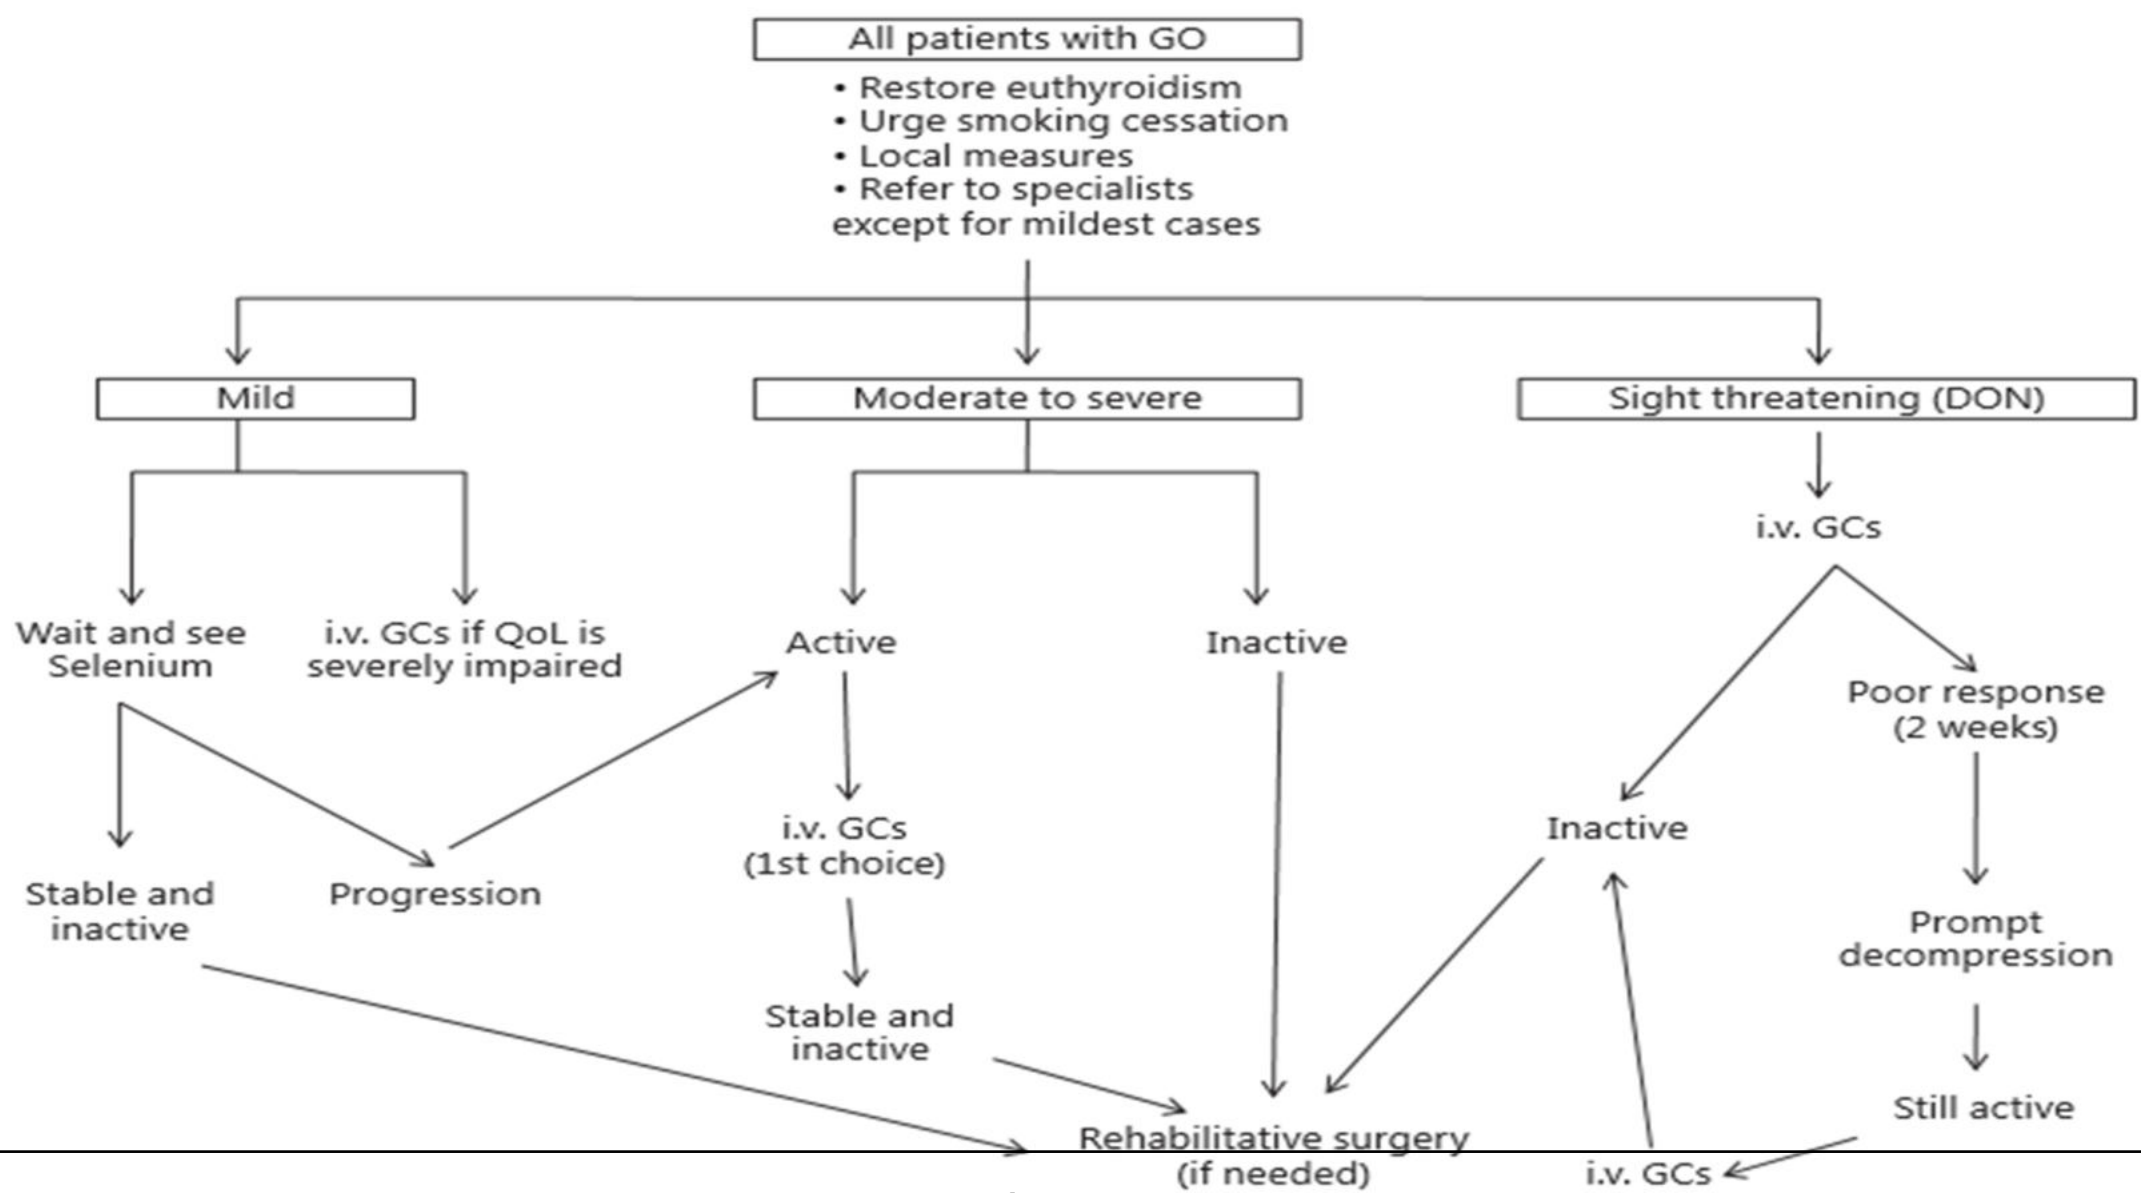 All patients with GO
• Restore euthyroidism
• Urge smoking cessation
• Local measures
• Refer to specialists
except for mildest cases
Mild
Moderate to severe
Sight threatening (DON)
i.v. GCs
Wait and see
Selenium
i.v. GCs if QoL is
severely impaired
Active
Inactive
Poor response
(2 weeks)
i.v. GCs
(1st choice)
Inactive
Stable and
inactive
Progression
Prompt
decompression
Stable and
inactive
Still active
Rehabilitative surgery
(if needed)
i.v. GCs